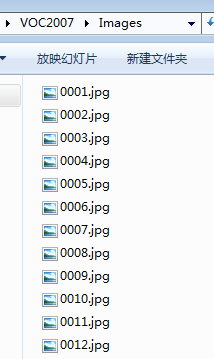 VOC2007 Images
放映幻灯片 新建文件夹
0001.jpg
0002.jpg
0003.jpg
0004.jpg
0005.jpg
0006.jpg
0007.jpg
0008.jpg
0009.jpg
0010.jpg
0011.jpg
0012.jpg